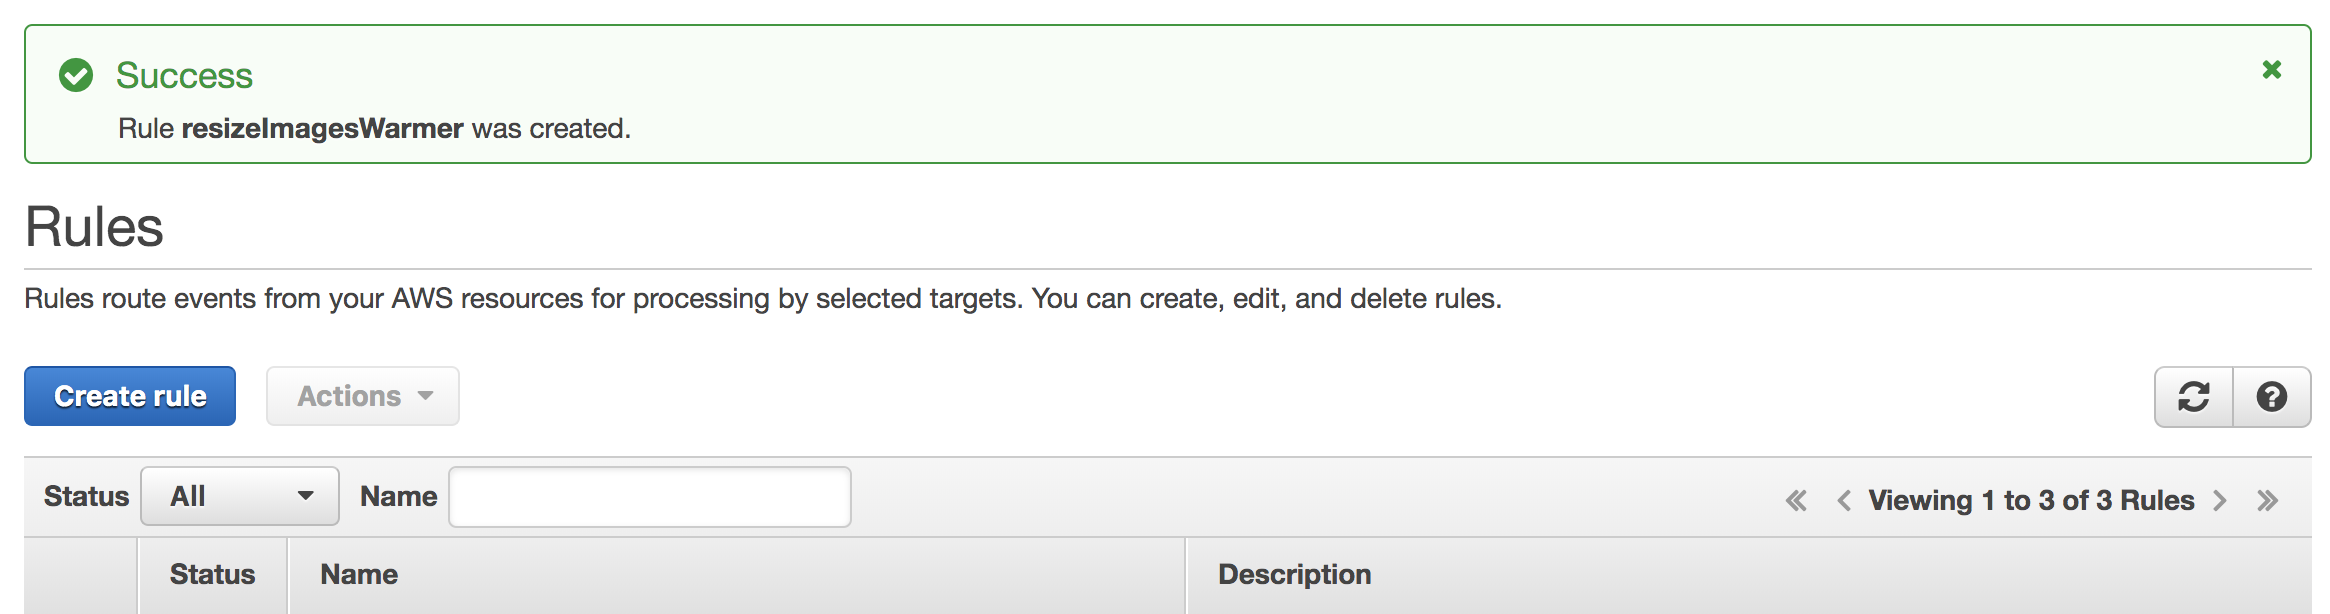 Success
Rule resizeImagesWarmer was created.
Rules
Rules route events from your AWS resources for processing by selected targets. You can create, edit, and delete rules.
Create rule Actions
Status All Name Viewing 1 to 3 of 3 Rules
Status Name Description